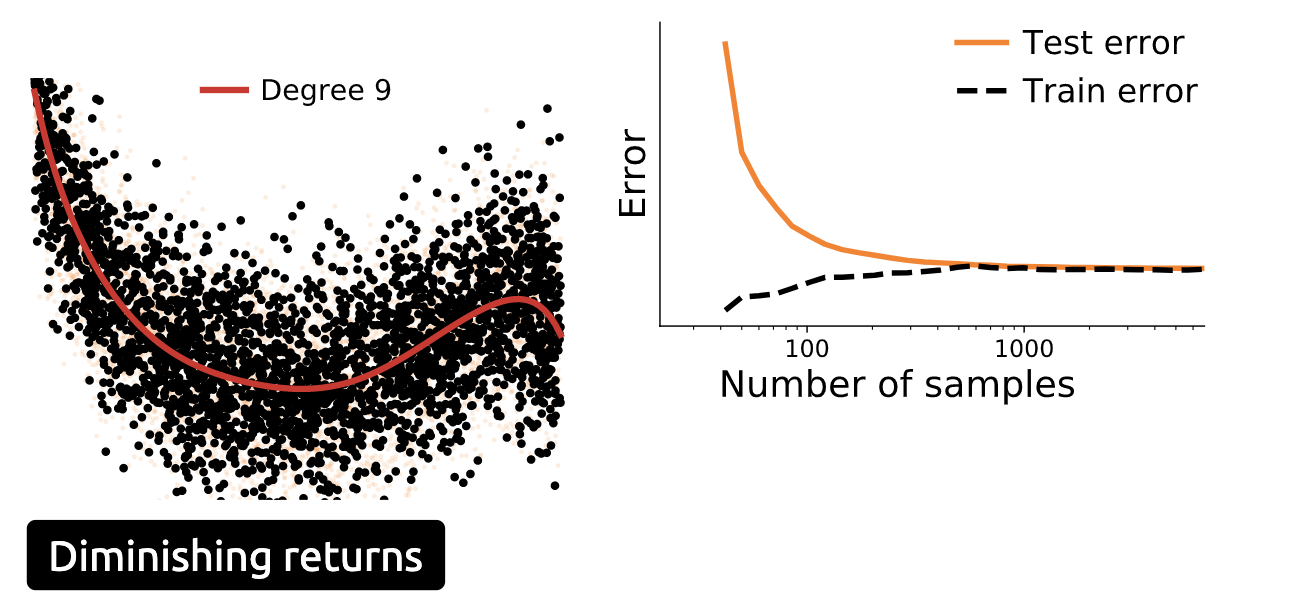 Degree 9
Diminishing returns
Test error
Train error
Error
100
1000
Number of samples